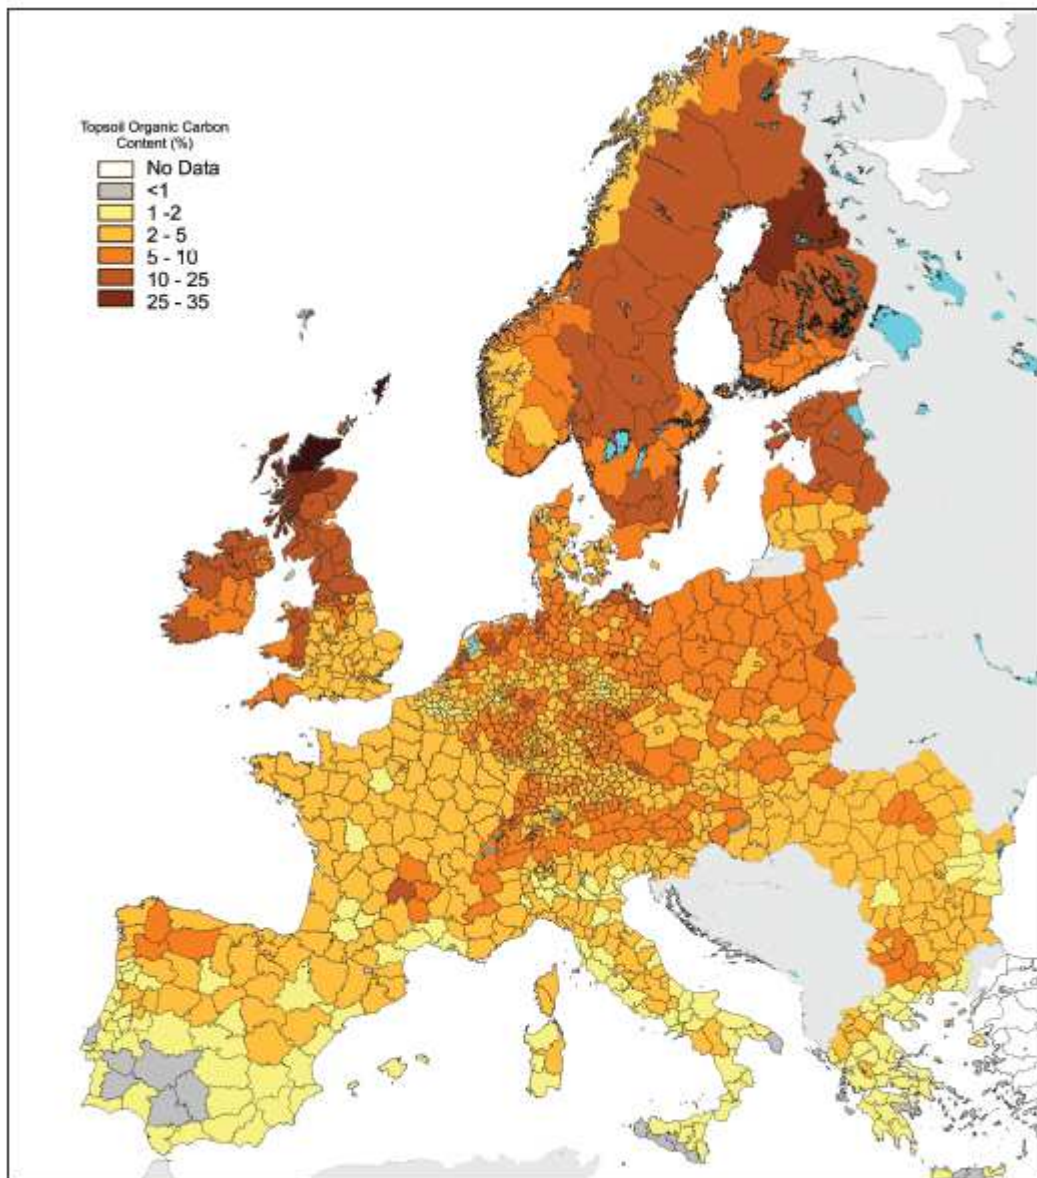 Topsoil Organic Carbon
Content (%)
No Data
<1
1 -2
2 - 5
5 - 10
10 - 25
25 - 35